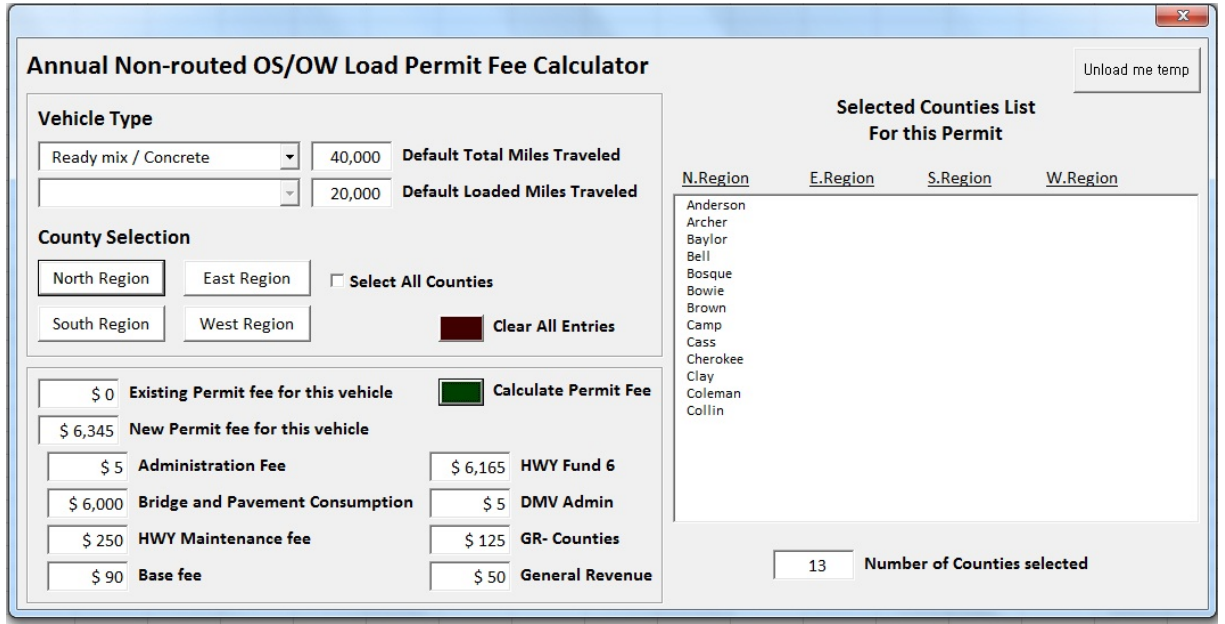 x
Annual Non-routed OS/OW Load Permit Fee Calculator
Unload me temp
Vehicle Type
Ready mix / Concrete
40,000 Default Total Miles Traveled
20,000 Default Loaded Miles Traveled
County Selection
North Region East Region Select All Counties
South Region West Region Clear All Entries
$ 0 Existing Permit fee for this vehicle Calculate Permit Fee
$ 6,345 New Permit fee for this vehicle
$ 5 Administration Fee $ 6,165 HWY Fund 6
$ 6,000 Bridge and Pavement Consumption $ 5 DMV Admin
$ 250 HWY Maintenance fee $ 125 GR- Counties
$ 90 Base fee $ 50 General Revenue
Selected Counties List
For this Permit
N.Region E.Region S.Region W.Region
Anderson
Archer
Baylor
Bell
Bosque
Bowie
Brown
Camp
Cass
Cherokee
Clay
Coleman
Collin
13 Number of Counties selected